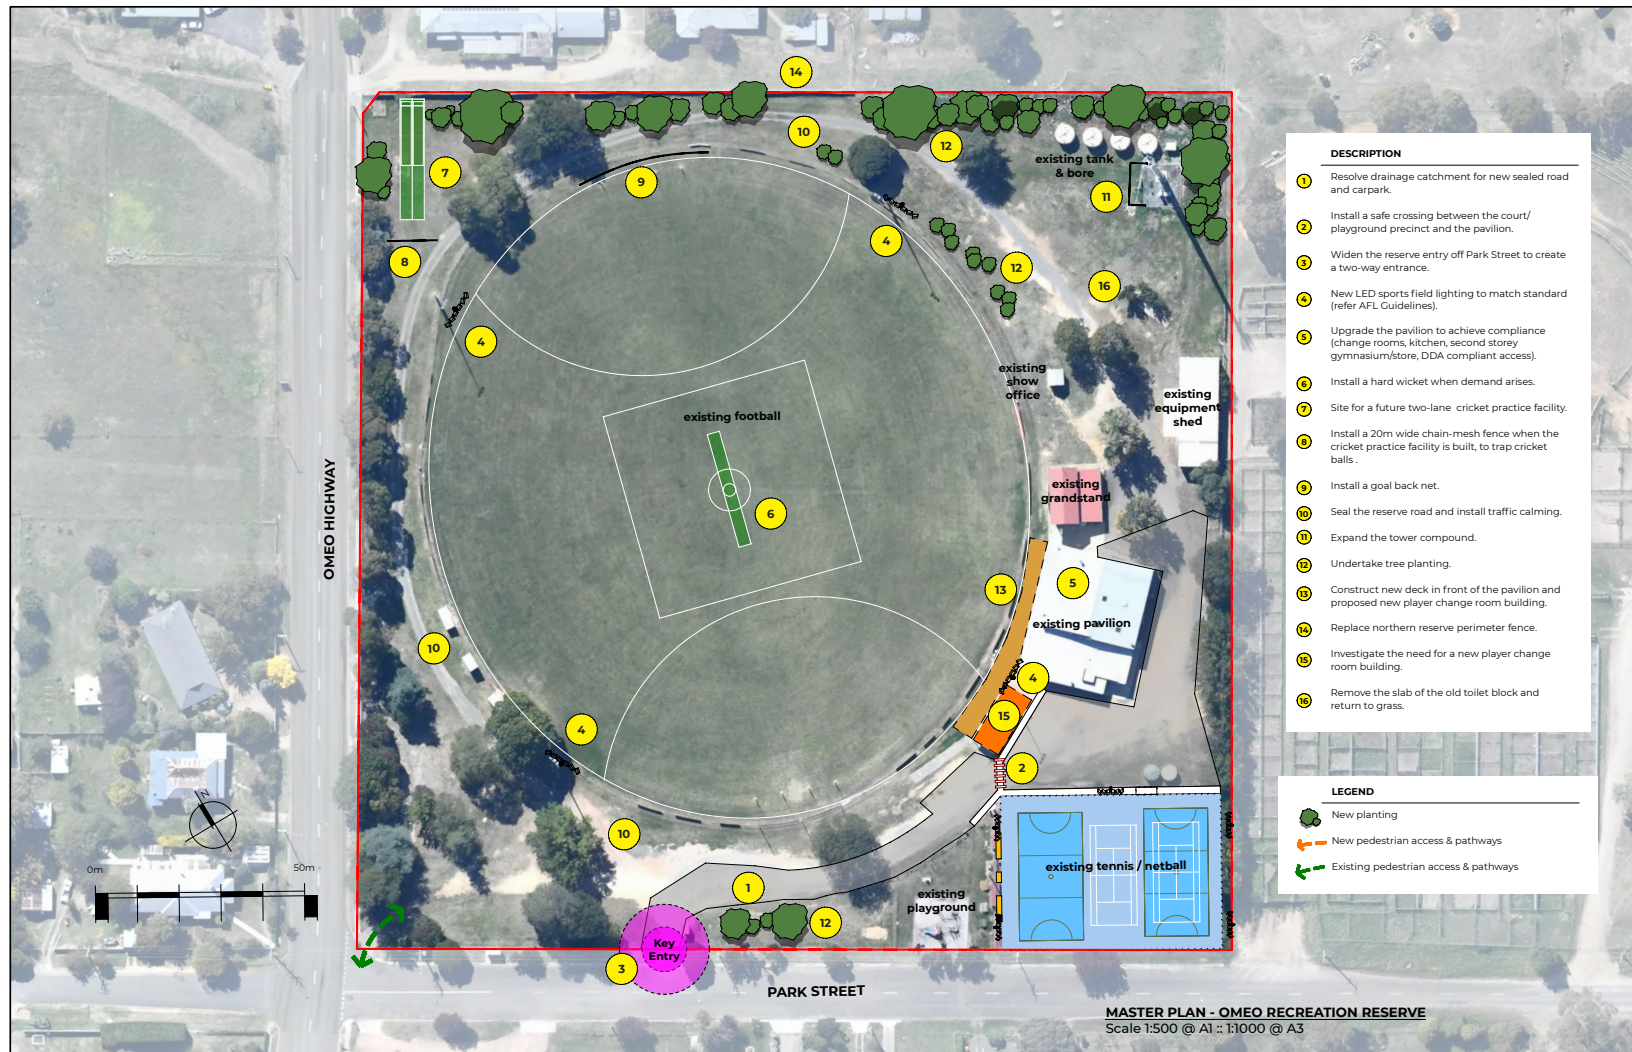 14
10
12
7
9
existing tank
& bore
11
4
8
12
16
4
existing
show
office
existing
equipment
shed
existing football
OMEO HIGHWAY
existing
grandstand
6
13
5
existing pavilion
10
4
15
4
2
10
existing tennis / netball
1
existing
playground
12
Key
Entry
3
PARK STREET
N
0m
50m
DESCRIPTION
1 Resolve drainage catchment for new sealed road
and carpark.
2 Install a safe crossing between the court/
playground precinct and the pavilion.
3 Widen the reserve entry off Park Street to create
a two-way entrance.
4 New LED sports field lighting to match standard
(refer AFL Guidelines).
5 Upgrade the pavilion to achieve compliance
(change rooms, kitchen, second storey
gymnasium/store, DDA compliant access).
6 Install a hard wicket when demand arises.
7 Site for a future two-lane cricket practice facility.
8 Install a 20m wide chain-mesh fence when the
cricket practice facility is built, to trap cricket
balls .
9 Install a goal back net.
10 Seal the reserve road and install traffic calming.
11 Expand the tower compound.
12 Undertake tree planting.
13 Construct new deck in front of the pavilion and
proposed new player change room building.
14 Replace northern reserve perimeter fence.
15 Investigate the need for a new player change
room building.
16 Remove the slab of the old toilet block and
return to grass.
LEGEND
New planting
New pedestrian access & pathways
Existing pedestrian access & pathways
MASTER PLAN - OMEO RECREATION RESERVE
Scale 1:500 @ A1 :: 1:1000 @ A3